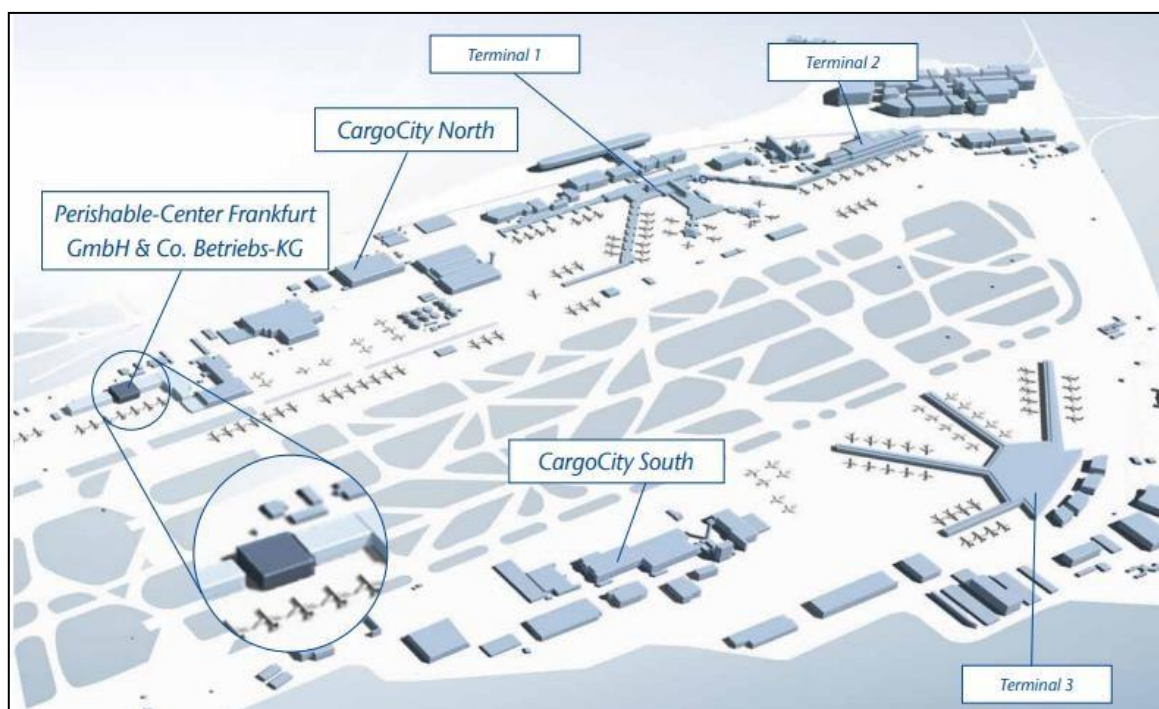 Terminal 1
Terminal 2
CargoCity North
Perishable-Center Frankfurt
GmbH & Co. Betriebs-KG
CargoCity South
Terminal 3